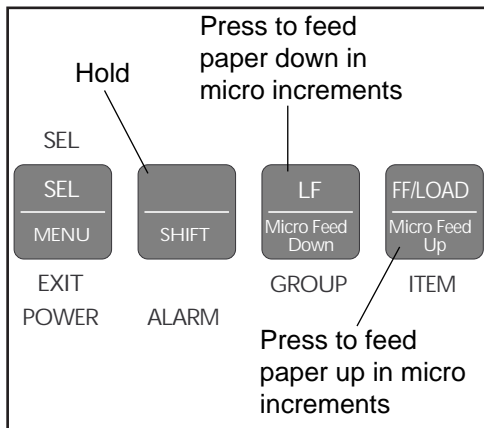 Press to feed
paper down in
micro increments
Hold
SEL
SEL
MENU
SHIFT
LF
Micro Feed
Down
FF/LOAD
Micro Feed
Up
EXIT
POWER
ALARM
GROUP
ITEM
Press to feed
paper up in micro
increments